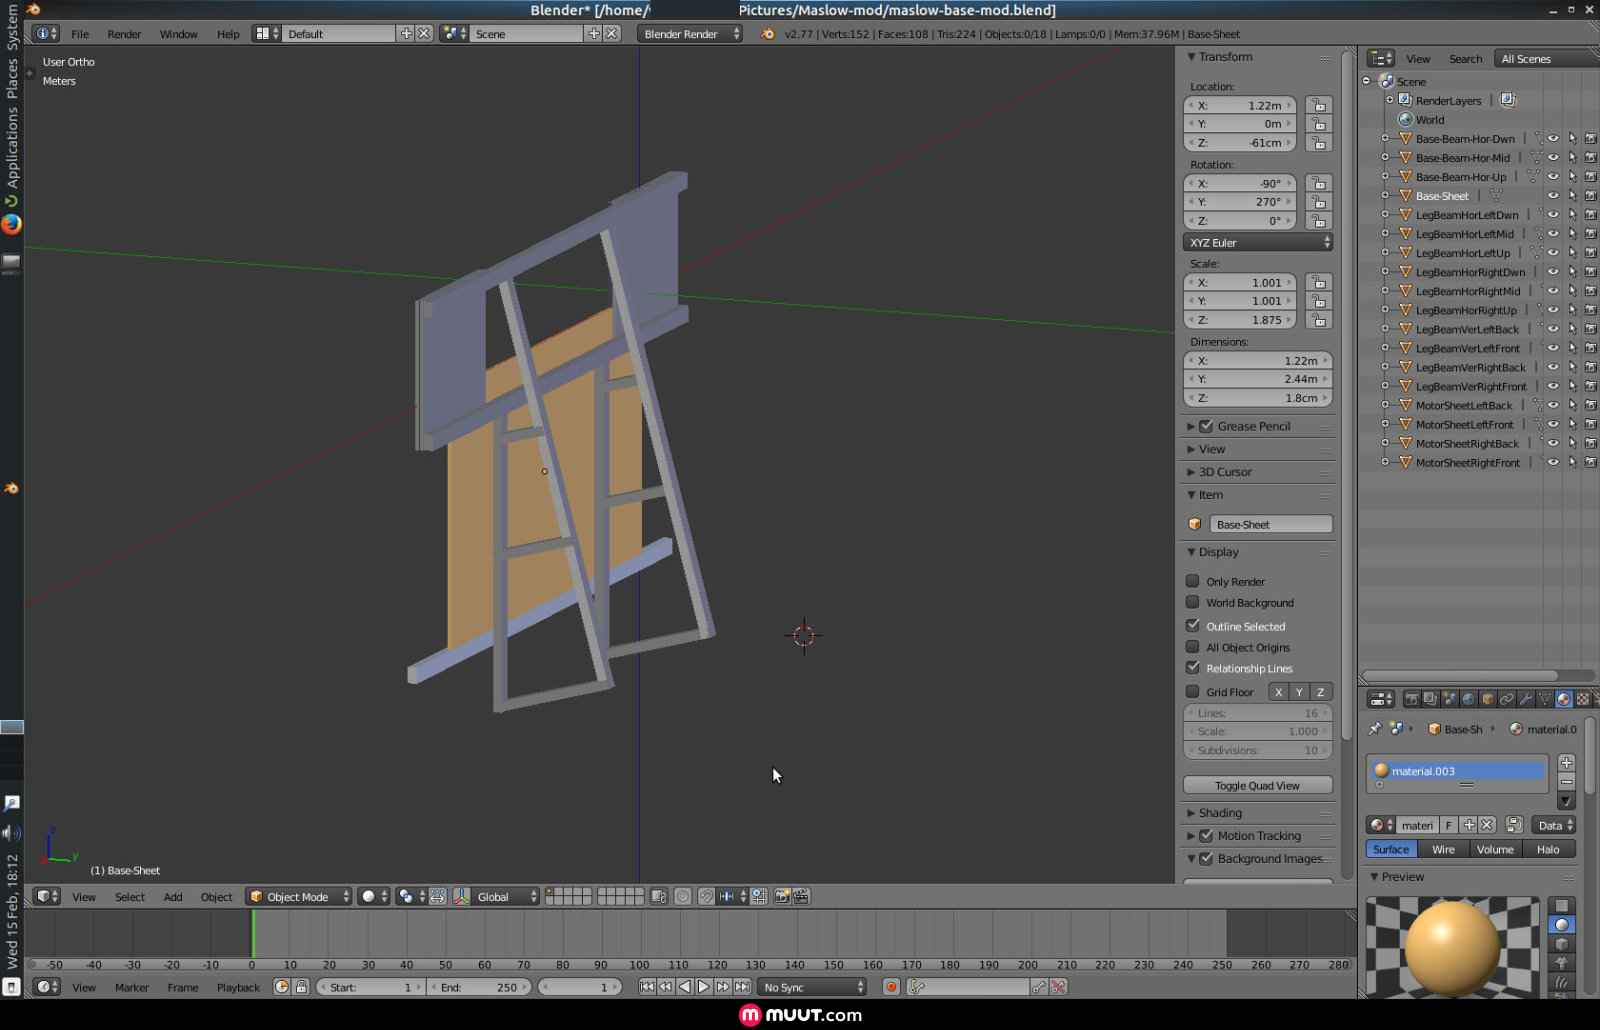 Blender* [/home/
Pictures/Maslow-mod/maslow-base-mod.blend]
System
Places
Applications
Wed 15 Feb, 18:12
File Render Window Help Default Scene Blender Render v2.77 | Verts:152 | Faces:108 | Tris:224 | Objects:0/18 | Lamps:0/0 | Mem:37.96M | Base-Sheet
User Ortho
Meters
z
y
(1) Base-Sheet
Transform
Location:
X: 1.22m
Y: 0m
Z: -61cm
Rotation:
X: -90°
Y: 270°
Z: 0°
XYZ Euler
Scale:
X: 1.001
Y: 1.001
Z: 1.875
Dimensions:
X: 1.22m
Y: 2.44m
Z: 1.8cm
Grease Pencil
View
3D Cursor
Item
Base-Sheet
Display
Only Render
World Background
Outline Selected
All Object Origins
Relationship Lines
Grid Floor X Y Z
Lines: 16
Scale: 1.000
Subdivisions: 10
Toggle Quad View
Shading
Motion Tracking
Background Images
View Search All Scenes
Scene
RenderLayers
World
Base-Beam-Hor-Dwn
Base-Beam-Hor-Mid
Base-Beam-Hor-Up
Base-Sheet
LegBeamHorLeftDwn
LegBeamHorLeftMid
LegBeamHorLeftUp
LegBeamHorRightDwn
LegBeamHorRightMid
LegBeamHorRightUp
LegBeamVerLeftBack
LegBeamVerLeftFront
LegBeamVerRightBack
LegBeamVerRightFront
MotorSheetLeftBack
MotorSheetLeftFront
MotorSheetRightBack
MotorSheetRightFront
Base-Sh material.0
material.003
materi F Data
Surface Wire Volume Halo
Preview
View Select Add Object Object Mode Global
-50 -40 -30 -20 -10 0 10 20 30 40 50 60 70 80 90 100 110 120 130 140 150 160 170 180 190 200 210 220 230 240 250 260 270 280
View Marker Frame Playback Start: 1 End: 250 1 No Sync
m muut.com